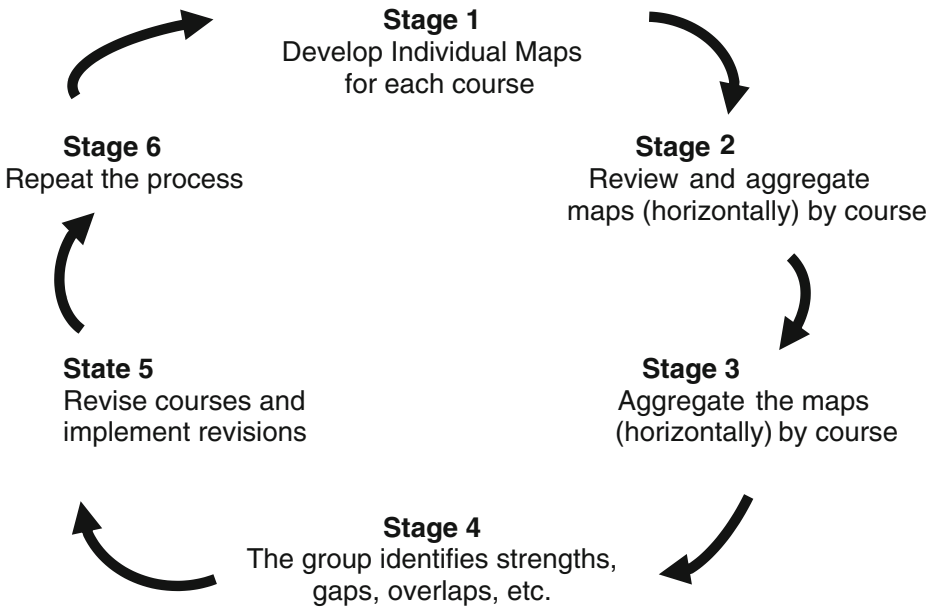 Stage 1
Develop Individual Maps
for each course
Stage 2
Review and aggregate
maps (horizontally) by course
Stage 3
Aggregate the maps
(horizontally) by course
Stage 4
The group identifies strengths,
gaps, overlaps, etc.
State 5
Revise courses and
implement revisions
Stage 6
Repeat the process